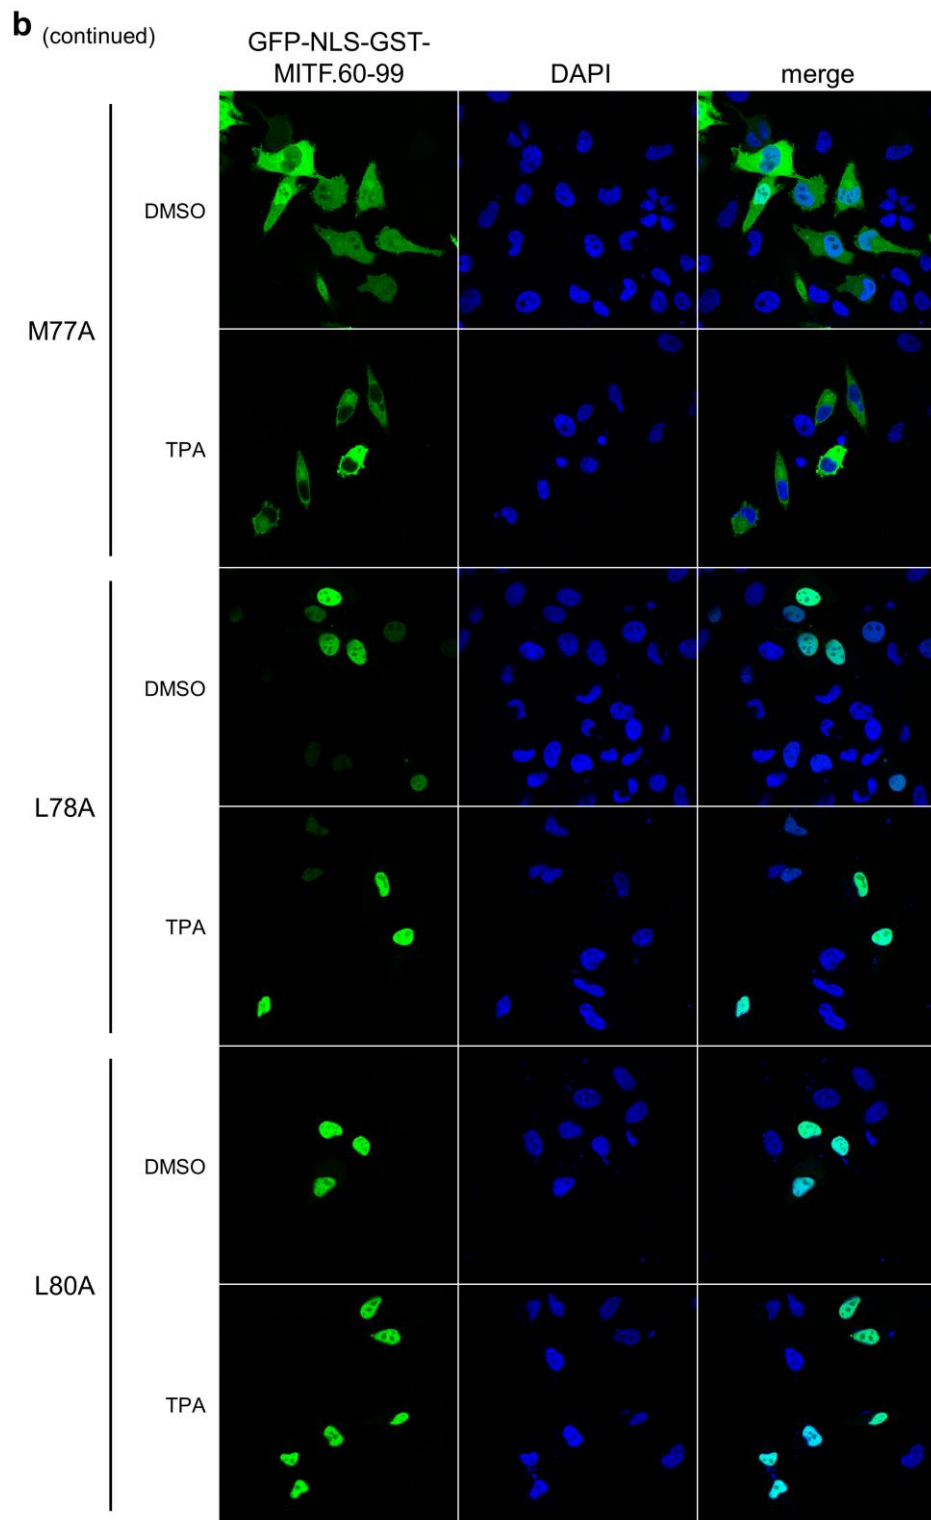 b (continued)
GFP-NLS-GST-
MITF.60-99
DAPI
merge
DMSO
M77A
TPA
DMSO
L78A
TPA
DMSO
L80A
TPA